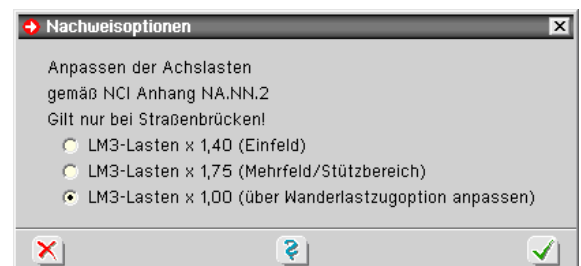 Nachweisoptionen
Anpassen der Achslasten
gemäß NCI Anhang NA.NN.2
Gilt nur bei Straßenbrücken!
LM3-Lasten x 1,40 (Einfeld)
LM3-Lasten x 1,75 (Mehrfeld/Stützbereich)
LM3-Lasten x 1,00 (über Wanderlastzugoption anpassen)